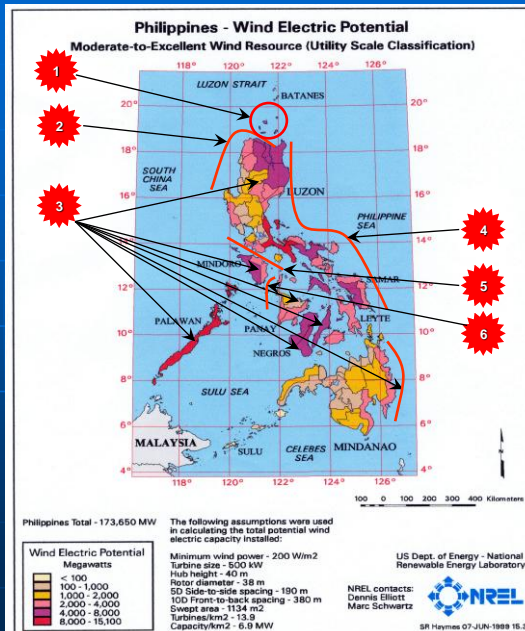 Philippines - Wind Electric Potential
Moderate-to-Excellent Wind Resource (Utility Scale Classification)
118° 120° 122° 124° 126°
1
LUZON STRAIT
BATANES
20° 20°
2
18° 18°
SOUTH
CHINA
SEA
3
LUZON
16° 16°
PHILIPPINE
SEA
4
14° 14°
MINDORO
5
SAMAR
12° 12°
6
PALAWAN
PANAY
LEYTE
10° 10°
NEGROS
8° 8°
SULU SEA
6° 6°
MALAYSIA
SULU
CELEBES
SEA
MINDANAO
4° 4°
118° 120° 122° 124° 126°
100 0 100 200 300 400 Kilometers
Philippines Total - 173,650 MW
The following assumptions were used
in calculating the total potential wind
electric capacity installed:
Wind Electric Potential
Megawatts
< 100
100 - 1,000
1,000 - 2,000
2,000 - 4,000
4,000 - 8,000
8,000 - 15,100
Minimum wind power - 200 W/m2
Turbine size - 500 kW
Hub height - 40 m
Rotor diameter - 38 m
5D Side-to-side spacing - 190 m
10D Front-to-back spacing - 380 m
Swept area - 1134 m2
Turbines/km2 - 13.9
Capacity/km2 - 6.9 MW
US Dept. of Energy - National
Renewable Energy Laboratory
NREL contacts:
Dennis Elliott
Marc Schwartz
NREL
SR Haymes 07-JUN-1999 15.3